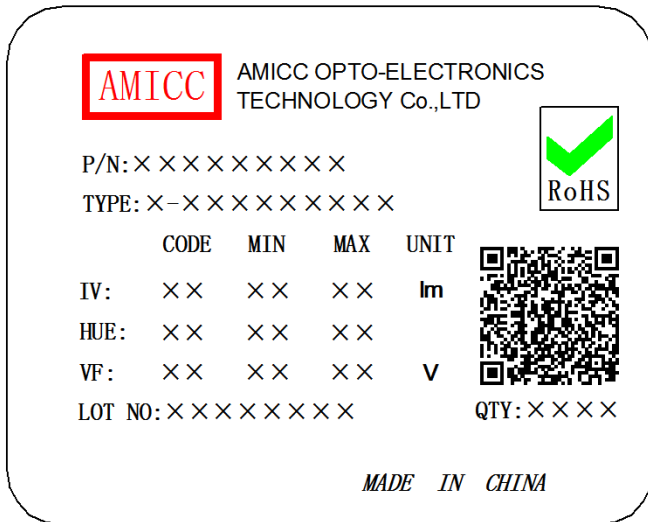 AMICC
AMICC OPTO-ELECTRONICS
TECHNOLOGY Co.,LTD
RoHS
P/N:×××××××××
TYPE:×-×××××××××
CODE MIN MAX UNIT
IV: ×× ×× ×× lm
HUE: ×× ×× ××
VF: ×× ×× ×× V
LOT NO:×××××××× QTY:××××
MADE IN CHINA